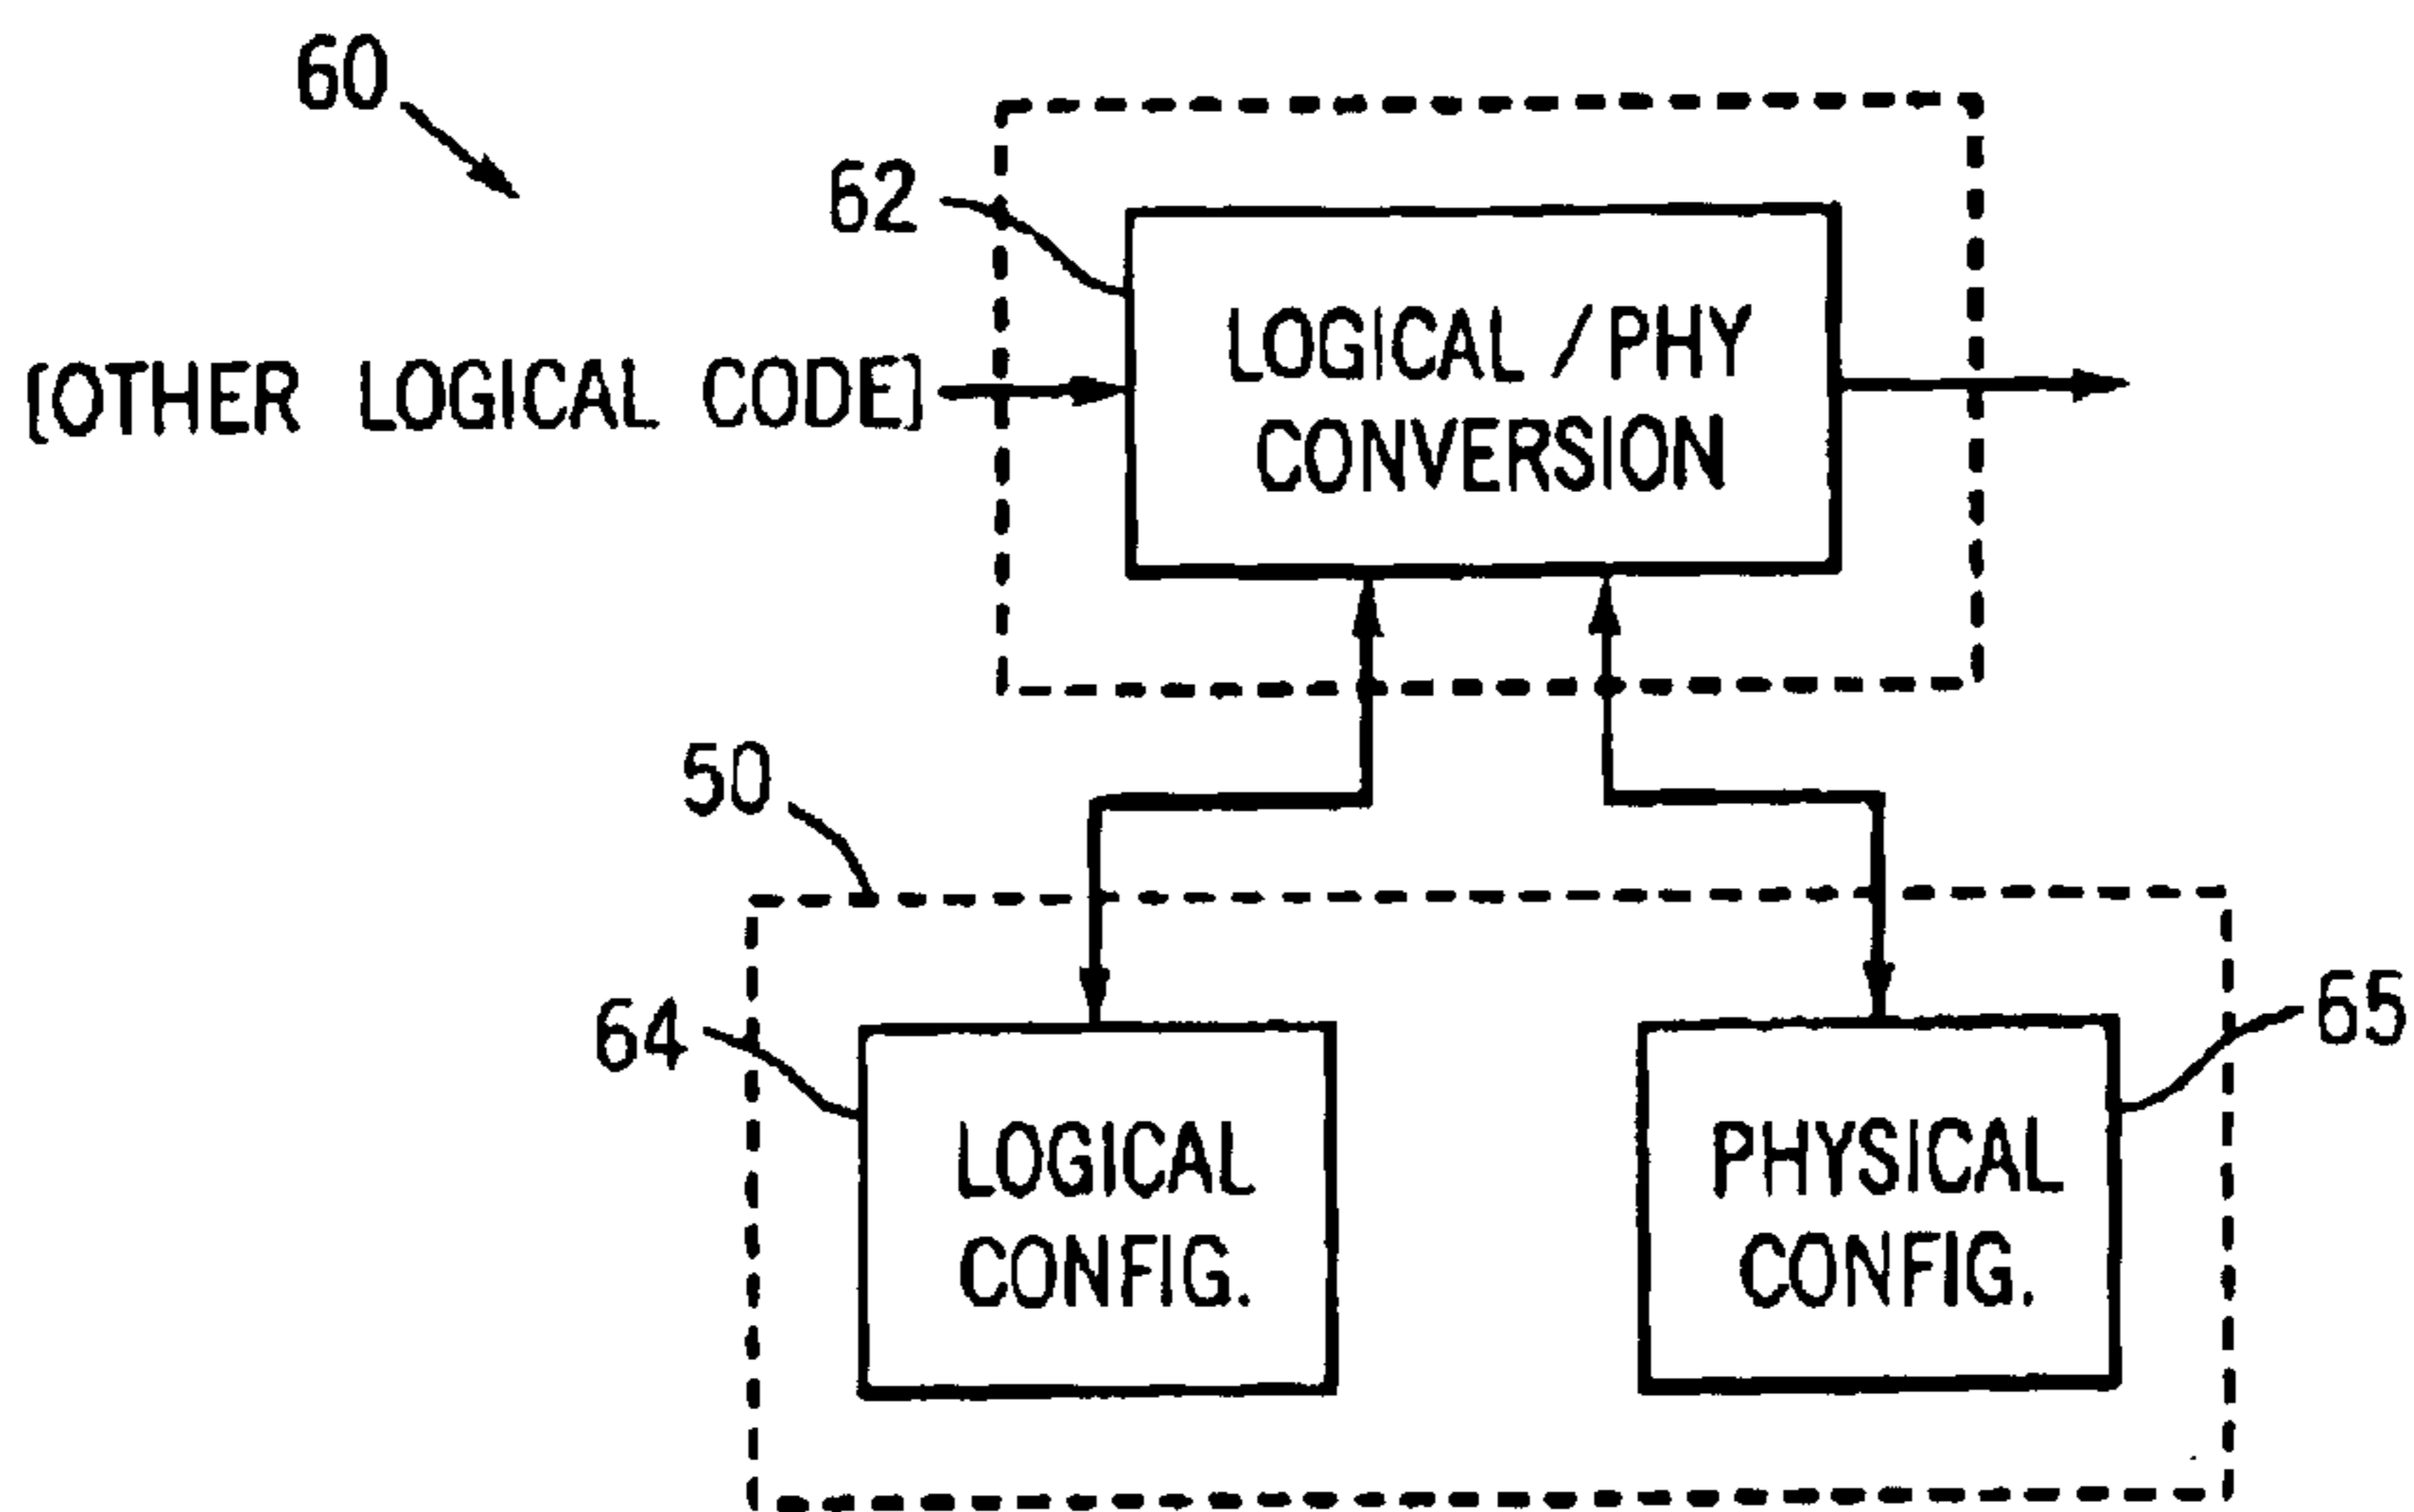 60
62
[OTHER LOGICAL CODE]
LOGICAL / PHY
CONVERSION
50
64
65
LOGICAL
CONFIG.
PHYSICAL
CONFIG.